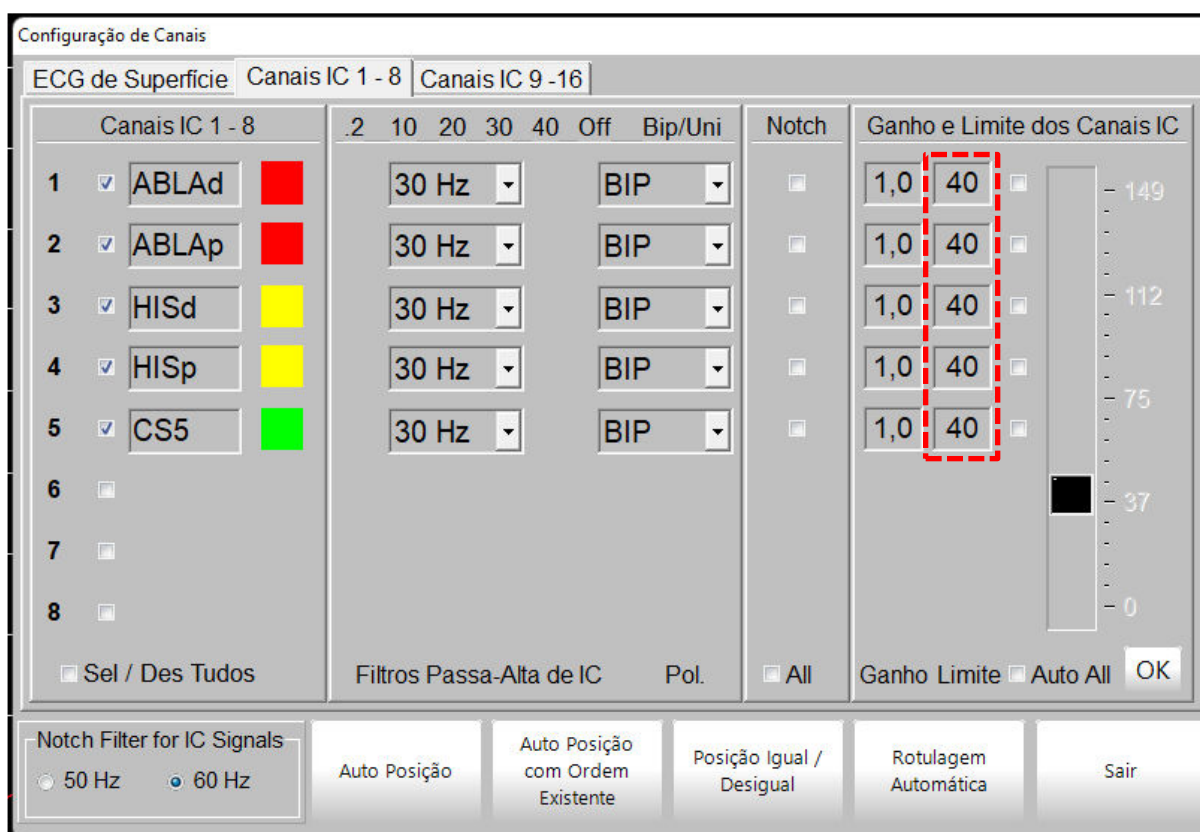 Configuração de Canais
ECG de Superfície Canais IC 1 - 8 Canais IC 9 -16
Canais IC 1 - 8 .2 10 20 30 40 Off Bip/Uni Notch Ganho e Limite dos Canais IC
1 ABLAd 30 Hz BIP 1,0 40 149
2 ABLAp 30 Hz BIP 1,0 40
3 HISd 30 Hz BIP 1,0 40 112
4 HISp 30 Hz BIP 1,0 40
75
5 CS5 30 Hz BIP 1,0 40
6
37
7
8 0
Sel / Des Tudos Filtros Passa-Alta de IC Pol. All Ganho Limite Auto All OK
Notch Filter for IC Signals
50 Hz 60 Hz
Auto Posição
Auto Posição
com Ordem
Existente
Posição Igual /
Desigual
Rotulagem
Automática
Sair